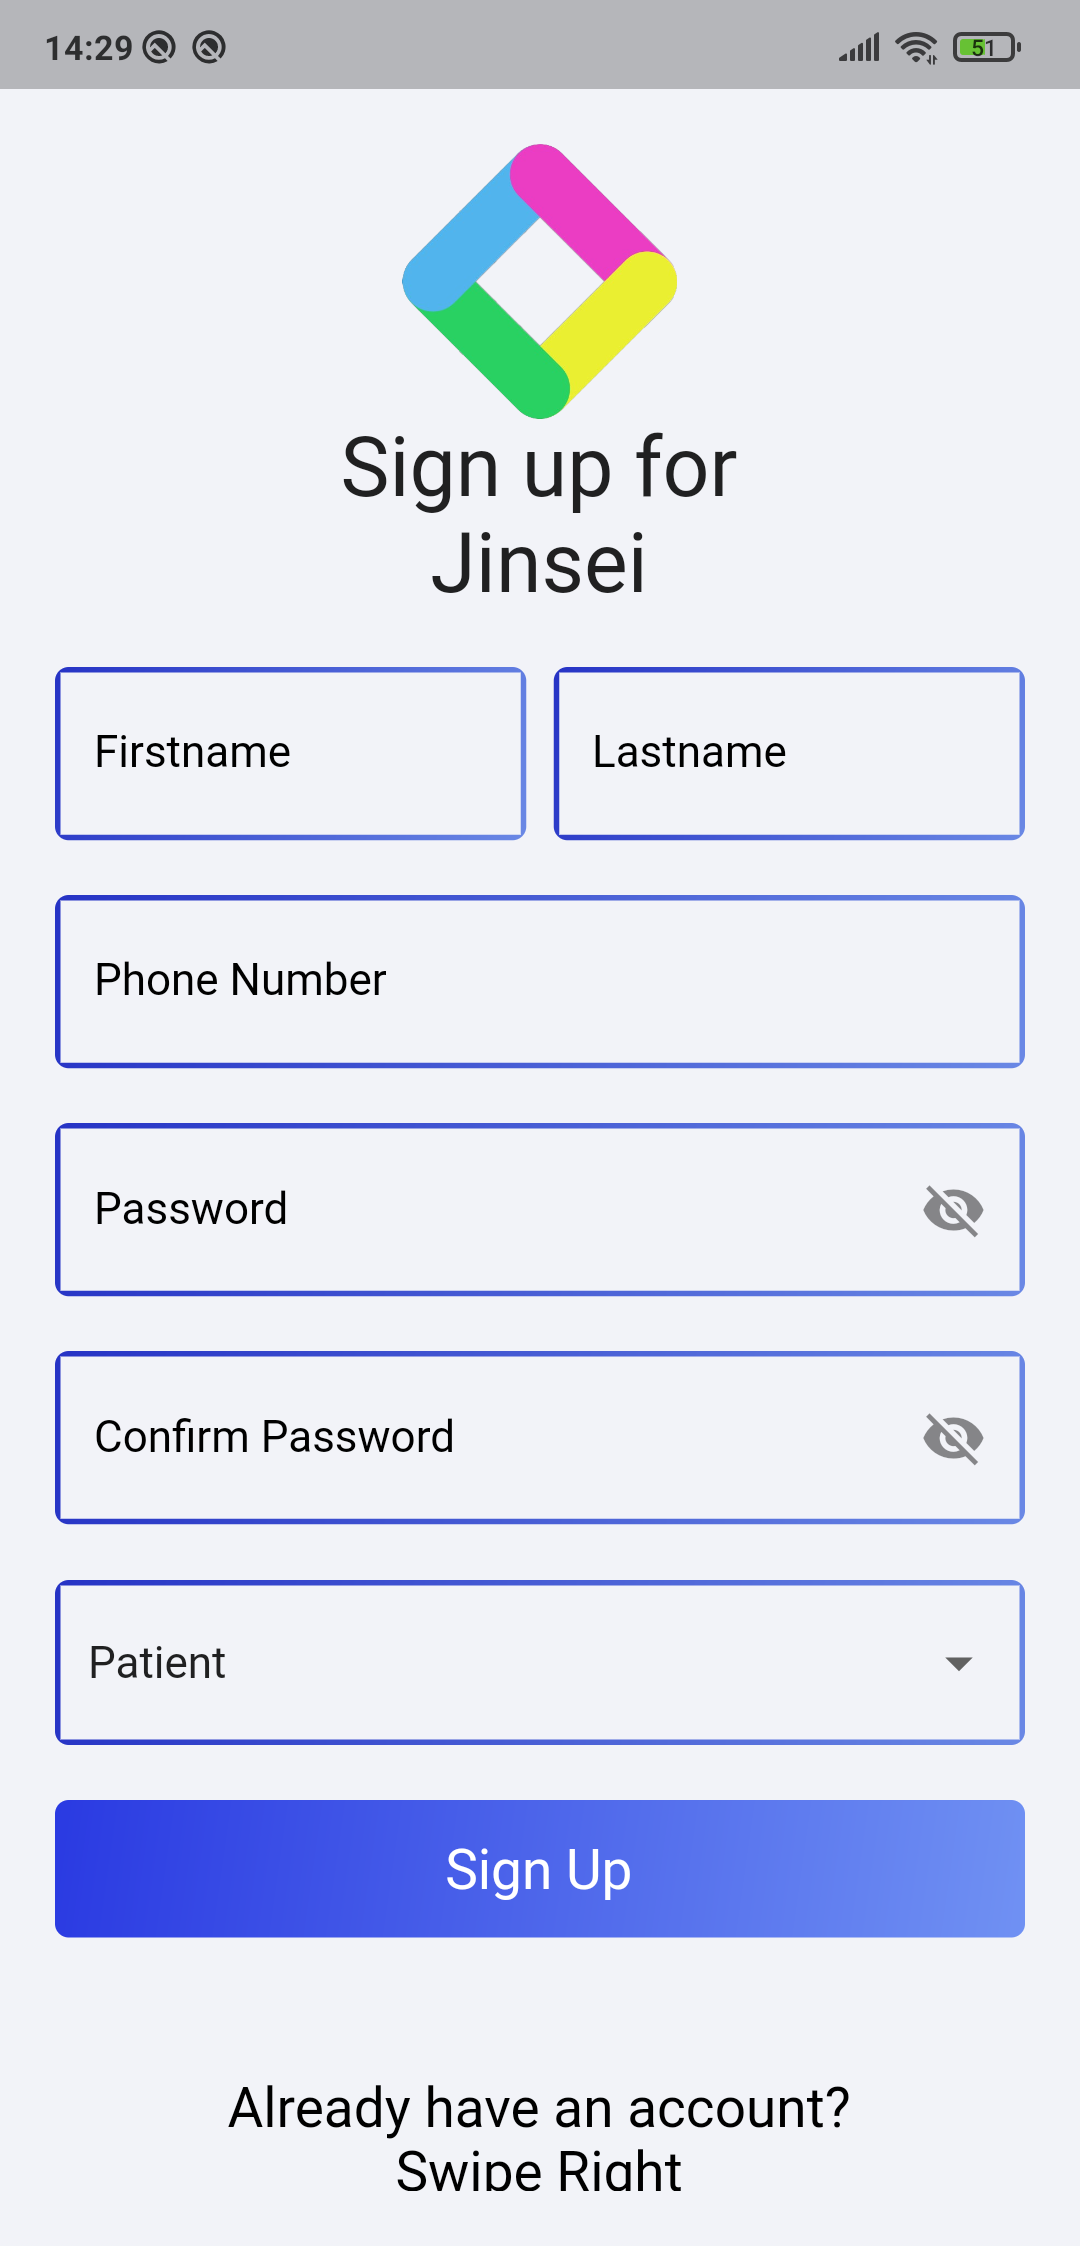 14:29
51
Sign up for
Jinsei
Firstname
Lastname
Phone Number
Password
Confirm Password
Patient
Sign Up
Already have an account?
Swipe Right